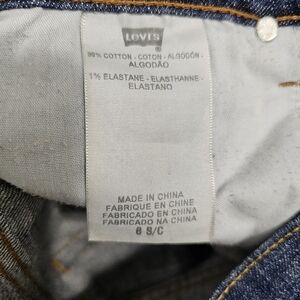 LEVI'S
®
99% COTTON - COTON - ALGODÓN -
ALGODÃO
1% ELASTANE - ELASTHANNE -
ELASTANO
MADE IN CHINA
FABRIQUE EN CHINE
FABRICADO EN CHINA
FABRICADO NA CHINA
6 S/C